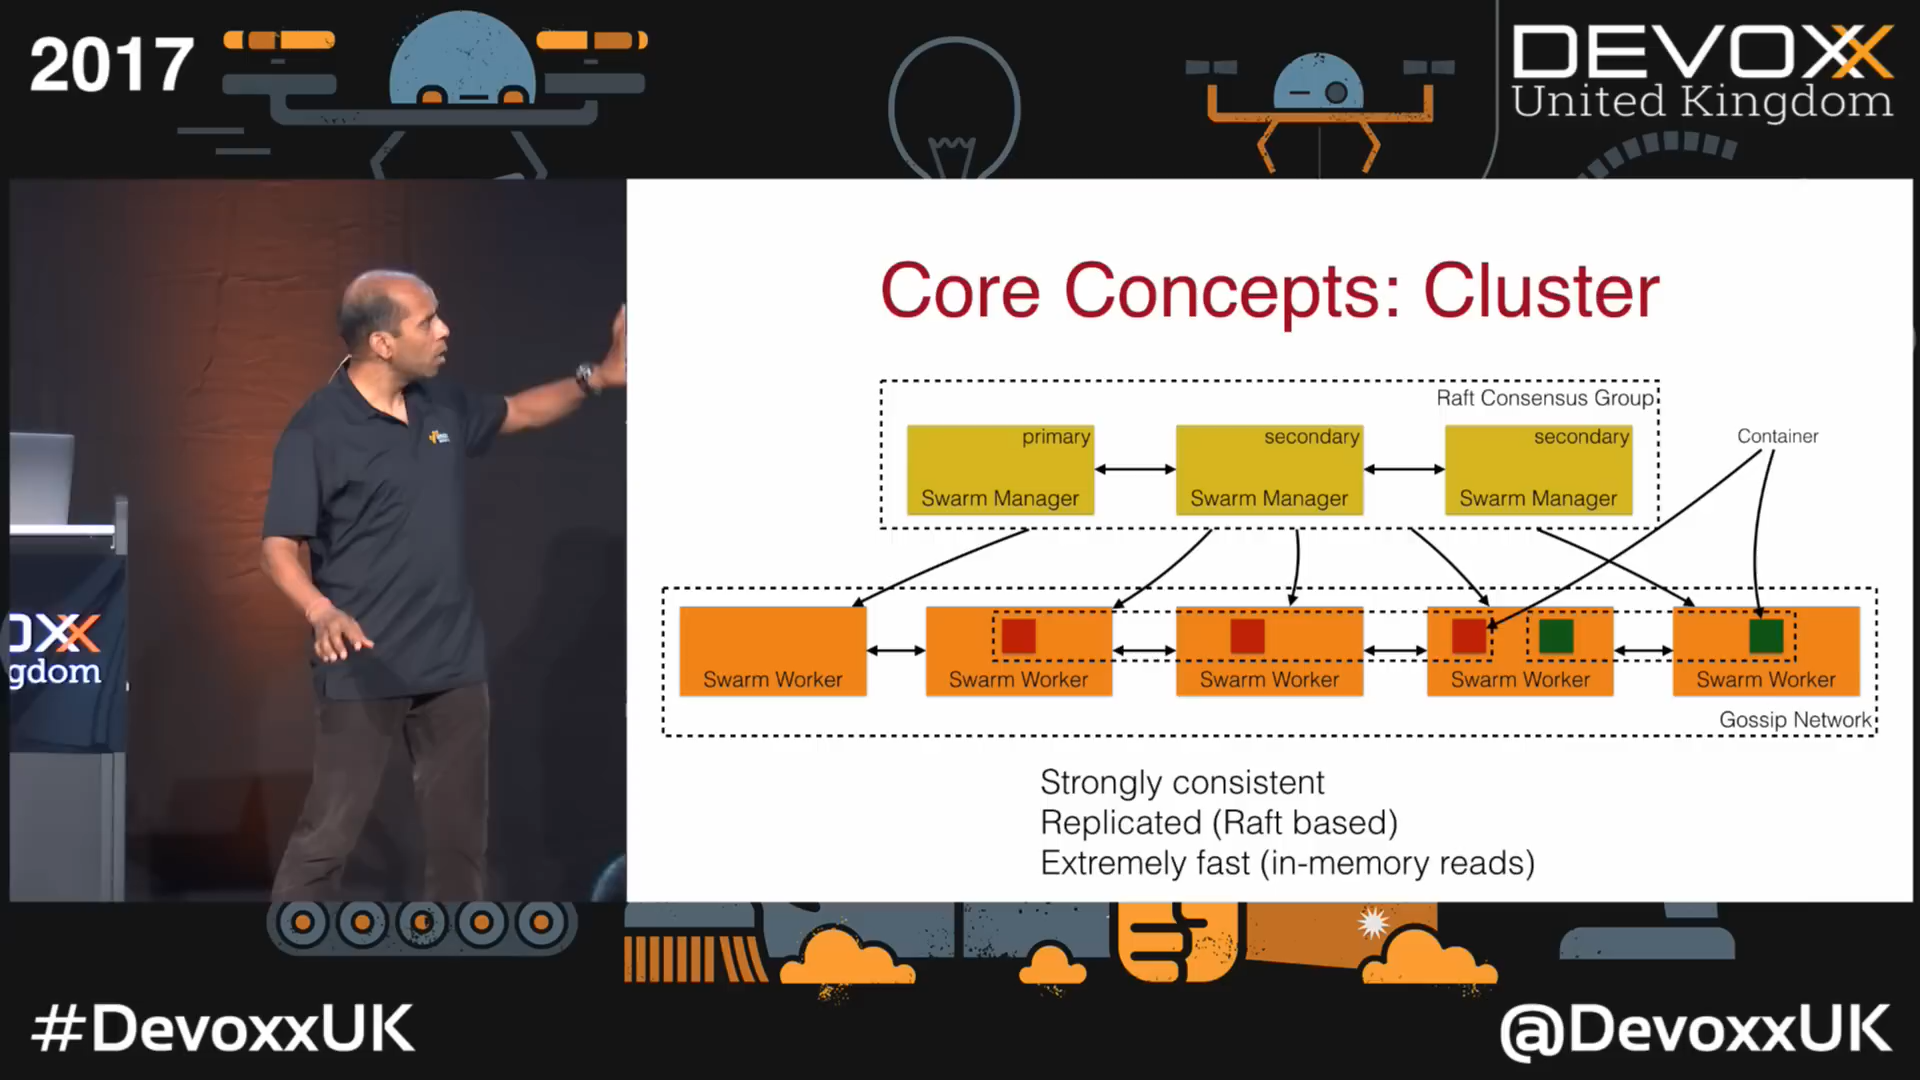 2017
DEVOXX
United Kingdom
Core Concepts: Cluster
Raft Consensus Group
primary
secondary
secondary
Container
Swarm Manager
Swarm Manager
Swarm Manager
Swarm Worker
Swarm Worker
Swarm Worker
Swarm Worker
Swarm Worker
Gossip Network
Strongly consistent
Replicated (Raft based)
Extremely fast (in-memory reads)
OXX
gdom
#DevoxxUK
@DevoxxUK